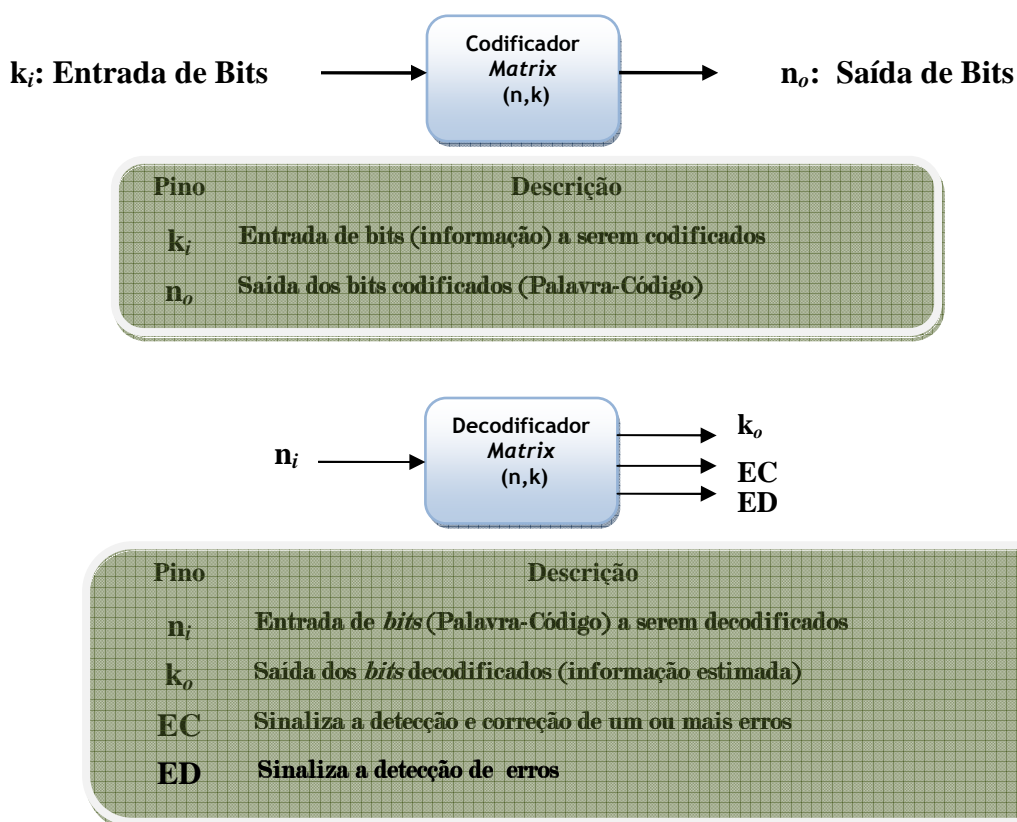 Codificador
Matrix
(n,k)
k𝑖: Entrada de Bits
n𝑜: Saída de Bits
Pino Descrição
k𝑖 Entrada de bits (informação) a serem codificados
n𝑜 Saída dos bits codificados (Palavra-Código)
Decodificador
Matrix
(n,k)
n𝑖
k𝑜
EC
ED
Pino Descrição
n𝑖 Entrada de bits (Palavra-Código) a serem decodificados
k𝑜 Saída dos bits decodificados (informação estimada)
EC Sinaliza a detecção e correção de um ou mais erros
ED Sinaliza a detecção de erros